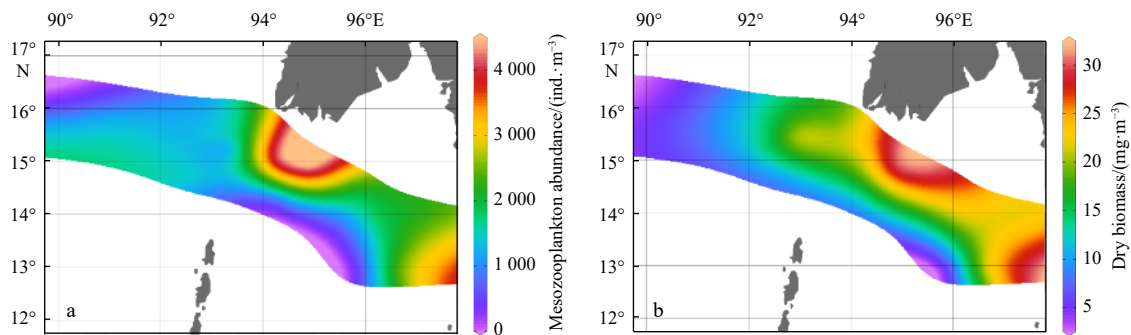 90° 92° 94° 96°E
17°
N
16°
15°
14°
13°
12°
a
4 000
3 000
2 000
1 000
0
Mesozooplankton abundance/(ind.·m⁻³)
90° 92° 94° 96°E
17°
N
16°
15°
14°
13°
12°
b
30
25
20
15
10
5
Dry biomass/(mg·m⁻³)